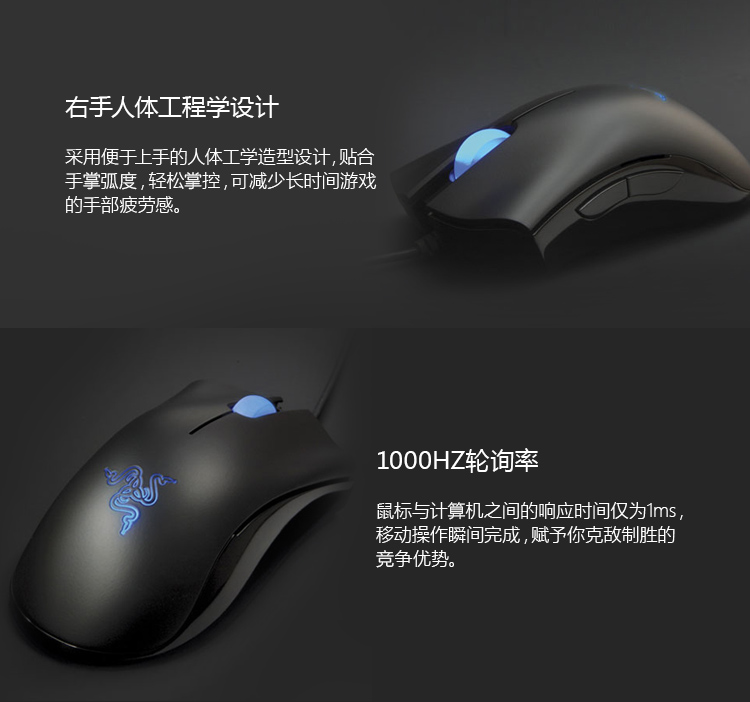 右手人体工程学设计
采用便于上手的人体工学造型设计,贴合
手掌弧度,轻松掌控,可减少长时间游戏
的手部疲劳感。
1000HZ轮询率
鼠标与计算机之间的响应时间仅为1ms,
移动操作瞬间完成,赋予你克敌制胜的
竞争优势。